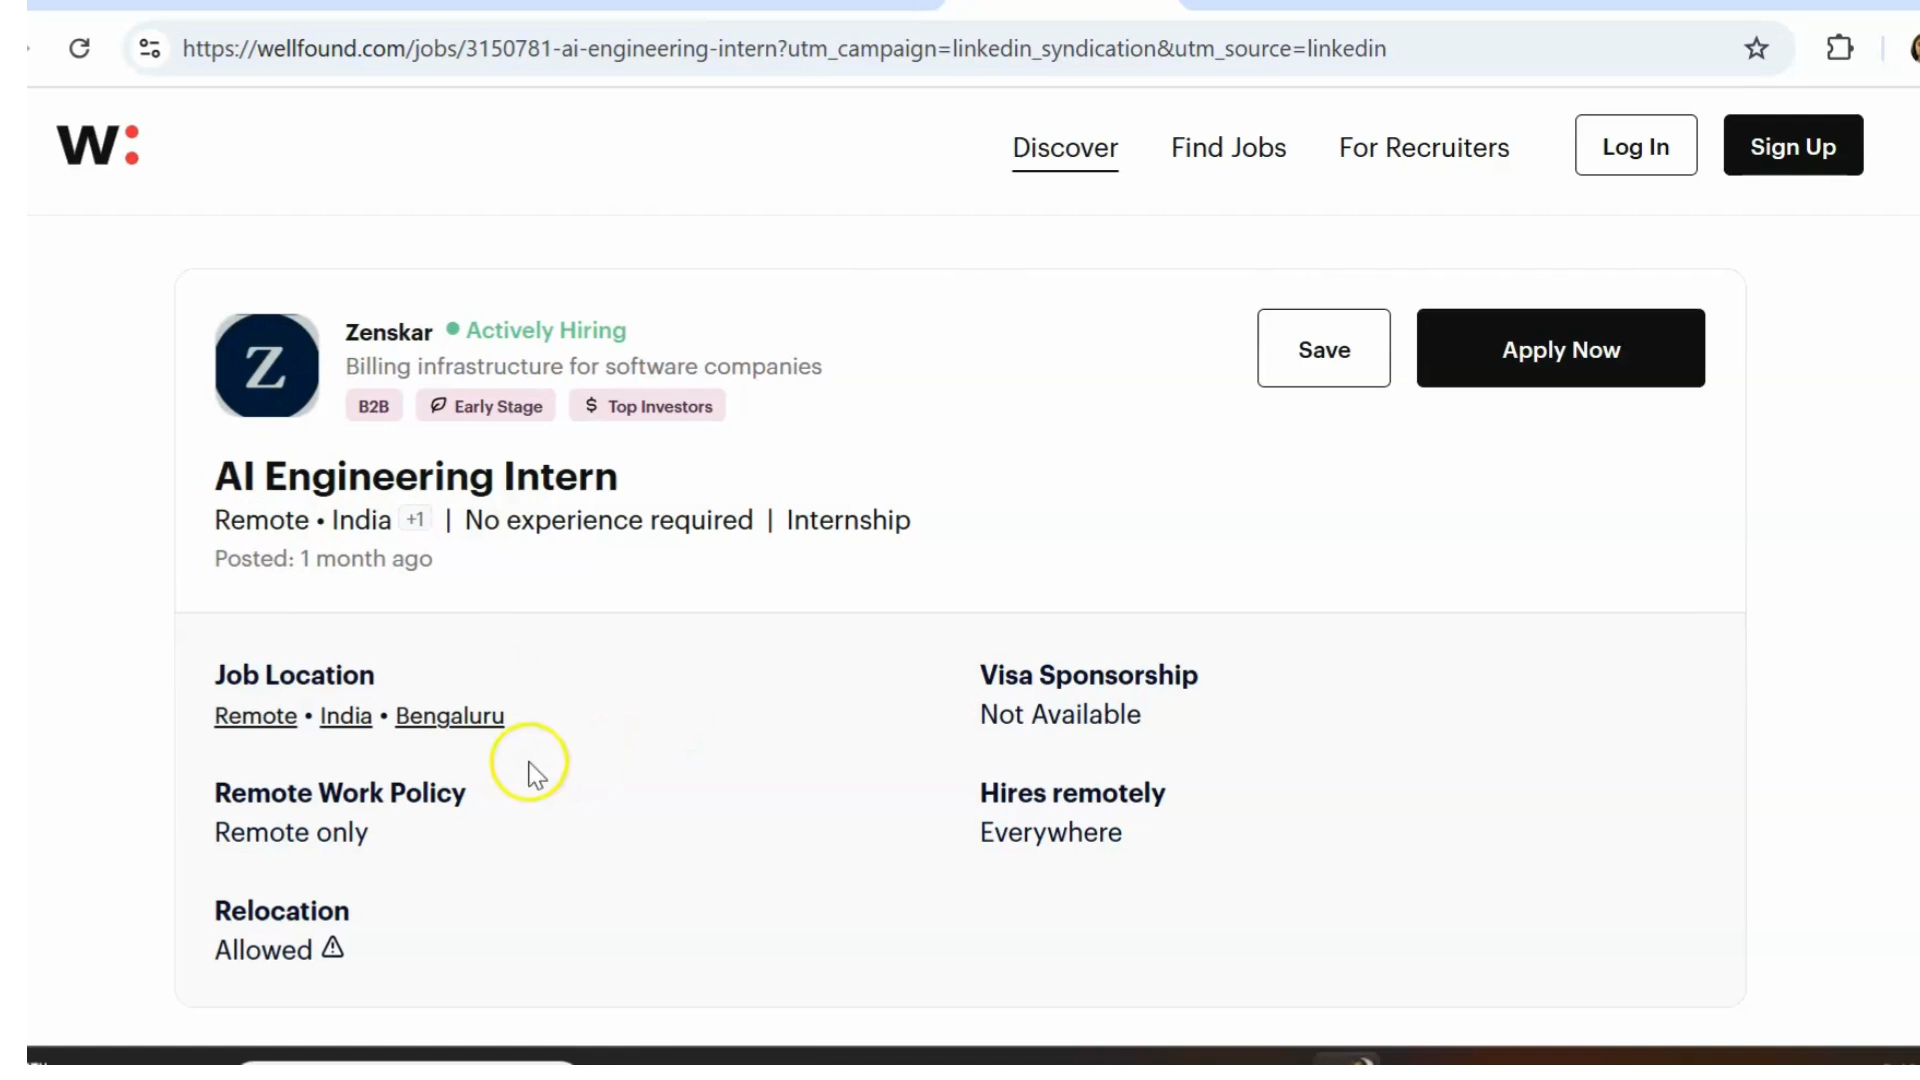 https://wellfound.com/jobs/3150781-ai-engineering-intern?utm_campaign=linkedin_syndication&utm_source=linkedin
W:
Discover
Find Jobs
For Recruiters
Log In
Sign Up
Z
Zenskar
Actively Hiring
Billing infrastructure for software companies
B2B
Early Stage
$ Top Investors
Save
Apply Now
AI Engineering Intern
Remote • India +1 | No experience required | Internship
Posted: 1 month ago
Job Location
Remote • India • Bengaluru
Visa Sponsorship
Not Available
Remote Work Policy
Remote only
Hires remotely
Everywhere
Relocation
Allowed